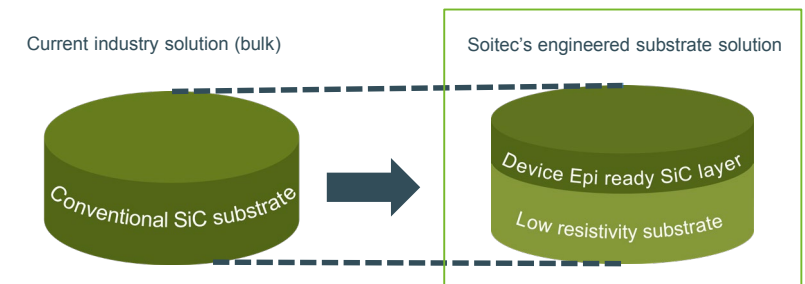 Current industry solution (bulk)
Soitec's engineered substrate solution
Conventional SiC substrate
Device Epi ready SiC layer
Low resistivity substrate